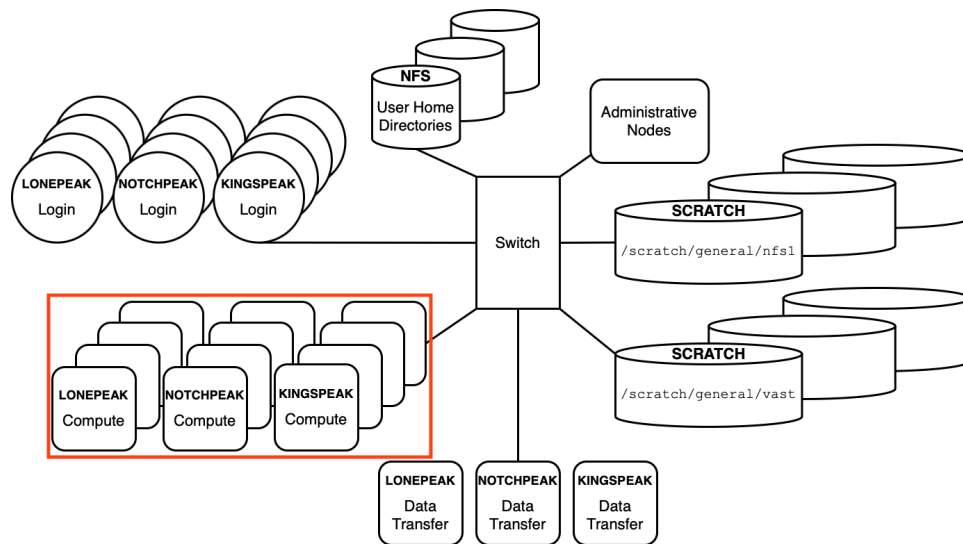 NFS
User Home
Directories
Administrative
Nodes
LONEPEAK
Login
NOTCHPEAK
Login
KINGSPEAK
Login
Switch
SCRATCH
/scratch/general/nfs1
SCRATCH
/scratch/general/vast
LONEPEAK
Compute
NOTCHPEAK
Compute
KINGSPEAK
Compute
LONEPEAK
Data
Transfer
NOTCHPEAK
Data
Transfer
KINGSPEAK
Data
Transfer